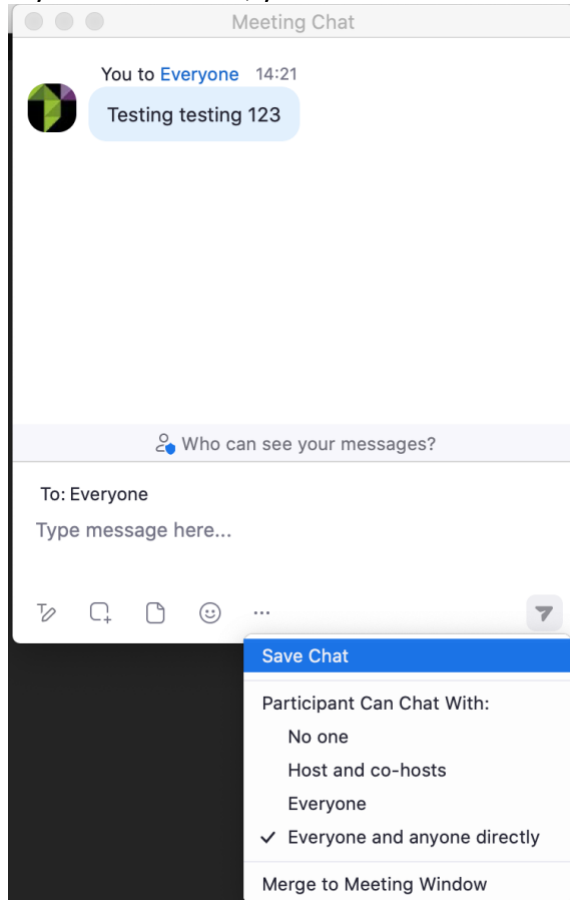 Meeting Chat
You to Everyone 14:21
Testing testing 123
Who can see your messages?
To: Everyone
Type message here...
Save Chat
Participant Can Chat With:
No one
Host and co-hosts
Everyone
✓ Everyone and anyone directly
Merge to Meeting Window